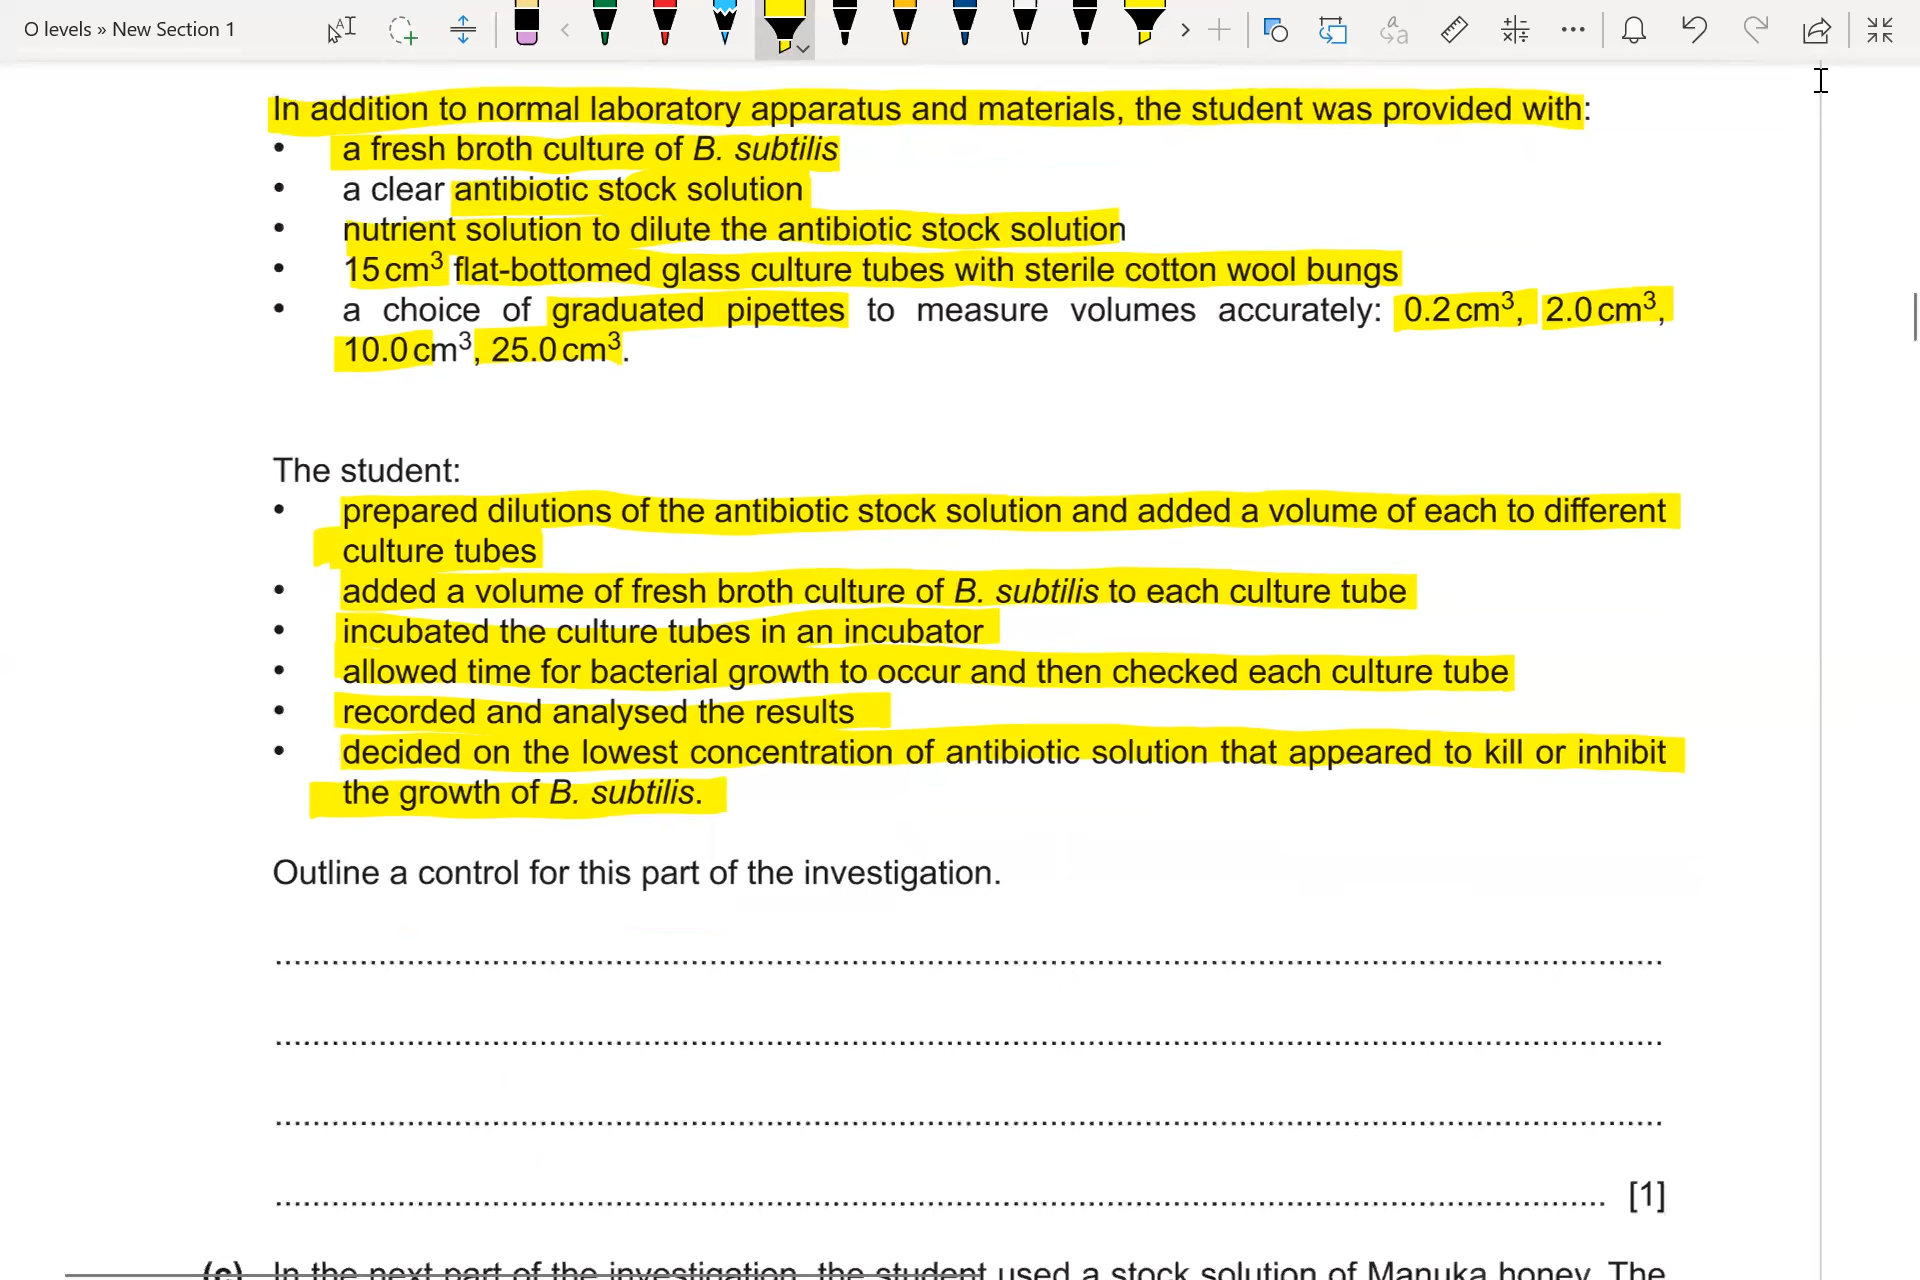 O levels » New Section 1
In addition to normal laboratory apparatus and materials, the student was provided with:
• a fresh broth culture of B. subtilis
• a clear antibiotic stock solution
• nutrient solution to dilute the antibiotic stock solution
• 15 cm³ flat-bottomed glass culture tubes with sterile cotton wool bungs
• a choice of graduated pipettes to measure volumes accurately: 0.2 cm³, 2.0 cm³,
10.0 cm³, 25.0 cm³.
The student:
• prepared dilutions of the antibiotic stock solution and added a volume of each to different
culture tubes
• added a volume of fresh broth culture of B. subtilis to each culture tube
• incubated the culture tubes in an incubator
• allowed time for bacterial growth to occur and then checked each culture tube
• recorded and analysed the results
• decided on the lowest concentration of antibiotic solution that appeared to kill or inhibit
the growth of B. subtilis.
Outline a control for this part of the investigation.
[1]
(c) In the next part of the investigation, the student used a stock solution of Manuka honey. The